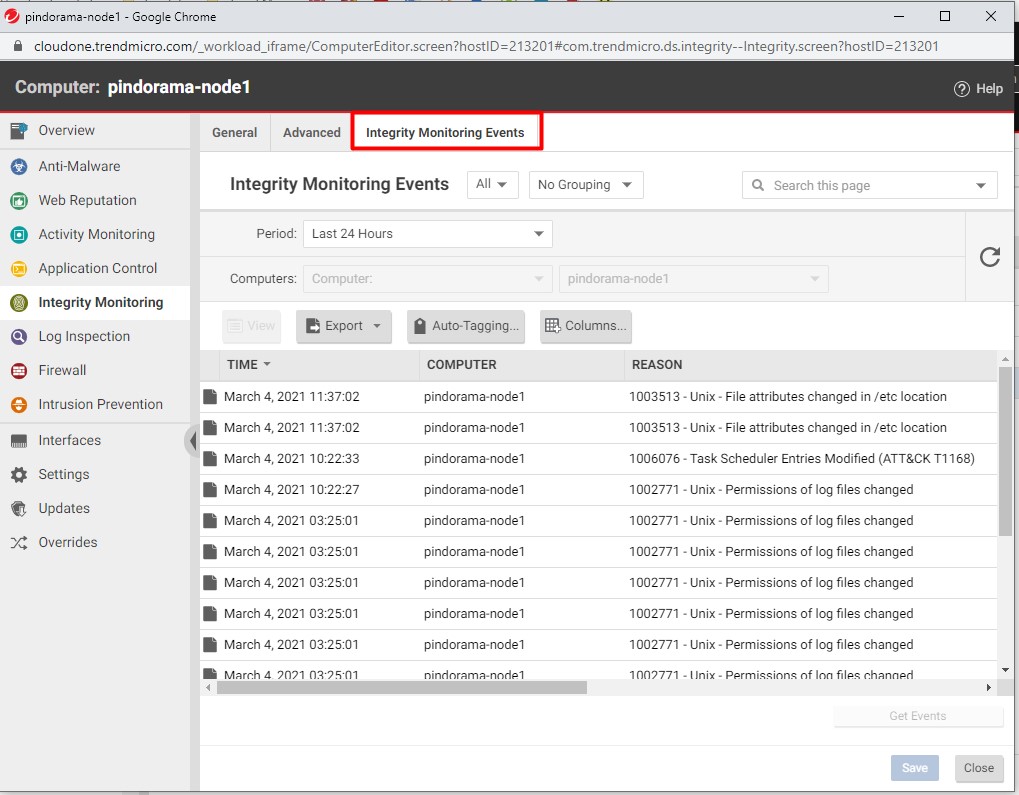 pindorama-node1 - Google Chrome
cloudone.trendmicro.com/_workload_iframe/ComputerEditor.screen?hostID=213201#com.trendmicro.ds.integrity--Integrity.screen?hostID=213201
Computer: pindorama-node1
Help
Overview
Anti-Malware
Web Reputation
Activity Monitoring
Application Control
Integrity Monitoring
Log Inspection
Firewall
Intrusion Prevention
Interfaces
Settings
Updates
Overrides
General Advanced Integrity Monitoring Events
Integrity Monitoring Events All No Grouping Search this page
Period: Last 24 Hours
Computers: Computer: pindorama-node1
View Export Auto-Tagging... Columns...
TIME COMPUTER REASON
March 4, 2021 11:37:02 pindorama-node1 1003513 - Unix - File attributes changed in /etc location
March 4, 2021 11:37:02 pindorama-node1 1003513 - Unix - File attributes changed in /etc location
March 4, 2021 10:22:33 pindorama-node1 1006076 - Task Scheduler Entries Modified (ATT&CK T1168)
March 4, 2021 10:22:27 pindorama-node1 1002771 - Unix - Permissions of log files changed
March 4, 2021 03:25:01 pindorama-node1 1002771 - Unix - Permissions of log files changed
March 4, 2021 03:25:01 pindorama-node1 1002771 - Unix - Permissions of log files changed
March 4, 2021 03:25:01 pindorama-node1 1002771 - Unix - Permissions of log files changed
March 4, 2021 03:25:01 pindorama-node1 1002771 - Unix - Permissions of log files changed
March 4, 2021 03:25:01 pindorama-node1 1002771 - Unix - Permissions of log files changed
March 4, 2021 03:25:01 pindorama-node1 1002771 - Unix - Permissions of log files changed
Get Events
Save Close